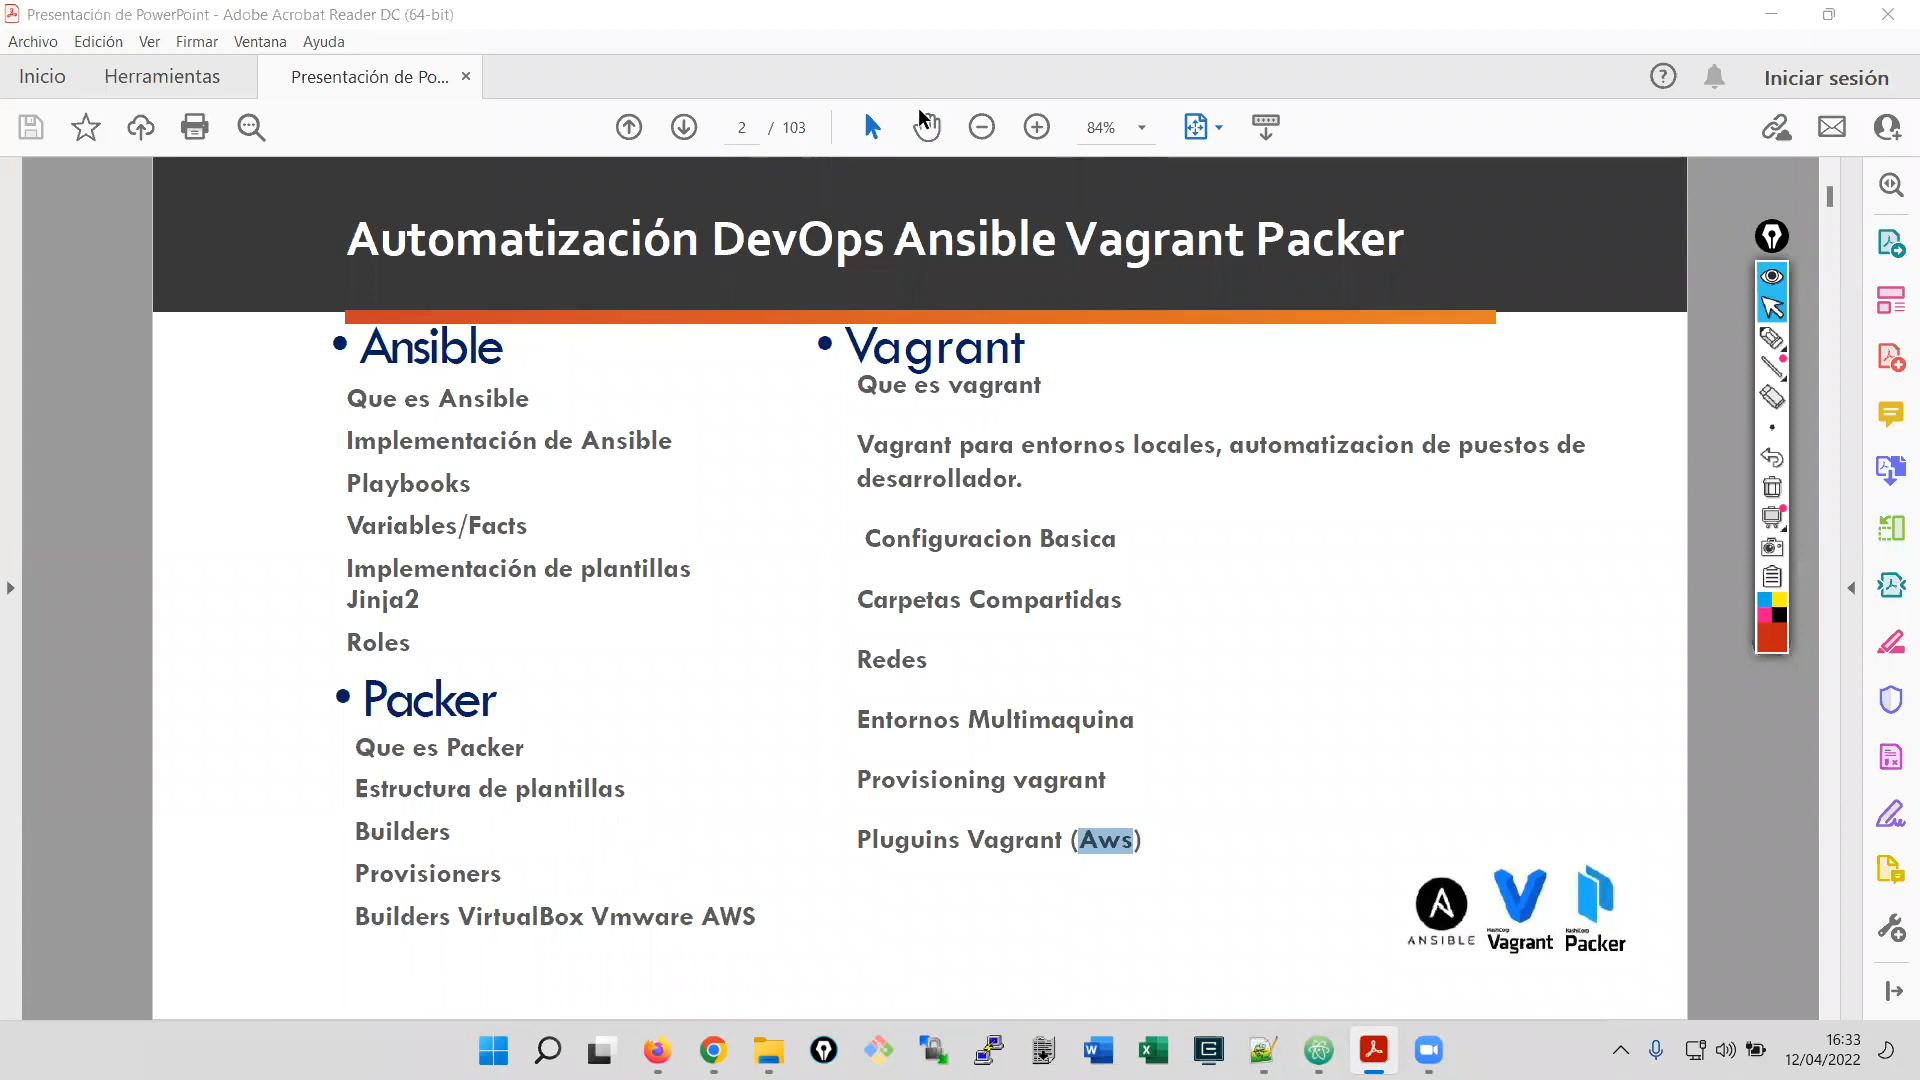 Presentación de PowerPoint - Adobe Acrobat Reader DC (64-bit)
Archivo Edición Ver Firmar Ventana Ayuda
Inicio Herramientas Presentación de Po... Iniciar sesión
2 / 103 84%
Automatización DevOps Ansible Vagrant Packer
• Ansible
Que es Ansible
Implementación de Ansible
Playbooks
Variables/Facts
Implementación de plantillas
Jinja2
Roles
• Packer
Que es Packer
Estructura de plantillas
Builders
Provisioners
Builders VirtualBox Vmware AWS
• Vagrant
Que es vagrant
Vagrant para entornos locales, automatizacion de puestos de
desarrollador.
Configuracion Basica
Carpetas Compartidas
Redes
Entornos Multimaquina
Provisioning vagrant
Pluguins Vagrant (Aws)
ANSIBLE
HashiCorp
Vagrant
HashiCorp
Packer
16:33
12/04/2022